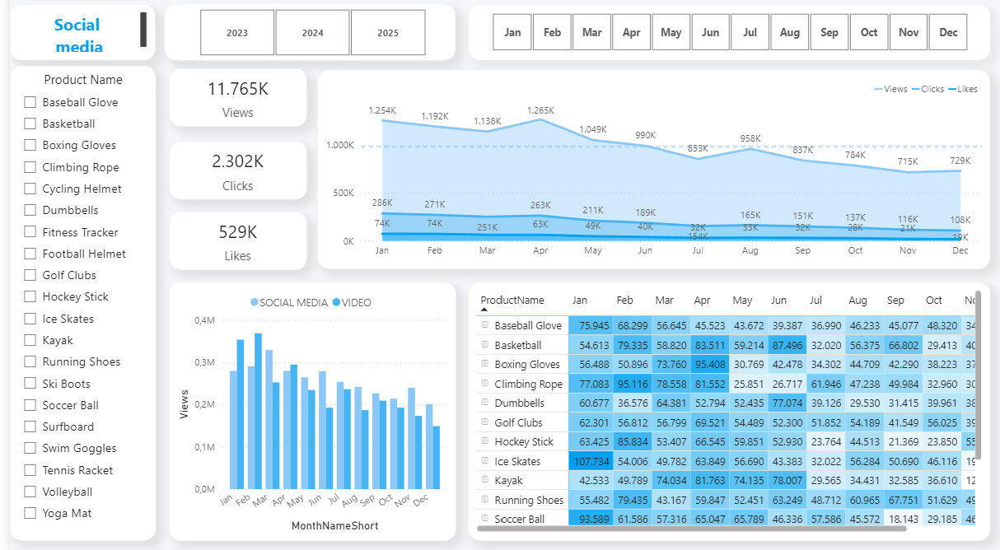 Social
media
2023 2024 2025
Jan Feb Mar Apr May Jun Jul Aug Sep Oct Nov Dec
Product Name
Baseball Glove
Basketball
Boxing Gloves
Climbing Rope
Cycling Helmet
Dumbbells
Fitness Tracker
Football Helmet
Golf Clubs
Hockey Stick
Ice Skates
Kayak
Running Shoes
Ski Boots
Soccer Ball
Surfboard
Swim Goggles
Tennis Racket
Volleyball
Yoga Mat
11.765K
Views
2.302K
Clicks
529K
Likes
Views Clicks Likes
1.254K 1.192K 1.138K 1.265K 1.049K 990K 853K 958K 837K 784K 715K 729K
1.000K
500K
286K 271K 251K 263K 211K 189K 154K 165K 151K 137K 116K 108K
74K 74K 63K 49K 40K 32K 33K 32K 28K 21K 19K
0K
Jan Feb Mar Apr May Jun Jul Aug Sep Oct Nov Dec
SOCIAL MEDIA VIDEO
0,4M
0,3M
0,2M
0,1M
0,0M
Views
Jan Feb Mar Apr May Jun Jul Aug Sep Oct Nov Dec
MonthNameShort
ProductName Jan Feb Mar Apr May Jun Jul Aug Sep Oct
Baseball Glove 75.945 68.299 56.645 45.523 43.672 39.387 36.990 46.233 45.077 48.320 34
Basketball 54.613 79.335 58.820 83.511 59.214 87.496 32.020 56.375 66.802 29.413 40
Boxing Gloves 56.488 50.896 73.760 95.408 30.769 42.478 34.302 44.709 42.290 38.223 37
Climbing Rope 77.083 95.116 78.558 81.552 25.851 26.717 61.946 47.238 49.984 32.960 30
Dumbbells 60.677 36.576 64.381 52.794 52.435 77.074 39.126 29.530 31.415 39.961 38
Golf Clubs 62.301 56.812 56.799 69.521 54.489 52.300 51.852 54.189 41.549 56.025 39
Hockey Stick 63.425 85.834 53.407 66.545 59.851 52.930 23.764 44.513 21.369 23.850 55
Ice Skates 107.734 54.006 49.782 63.849 56.690 43.383 32.022 56.284 50.690 46.116 19
Kayak 42.533 49.789 74.034 81.763 74.135 78.007 29.565 34.431 32.585 36.610 12
Running Shoes 55.482 79.435 43.167 59.847 52.451 63.249 48.712 60.965 67.751 51.629 49
Soccer Ball 93.589 61.586 57.316 65.047 65.789 46.336 57.586 45.572 18.143 29.185 46